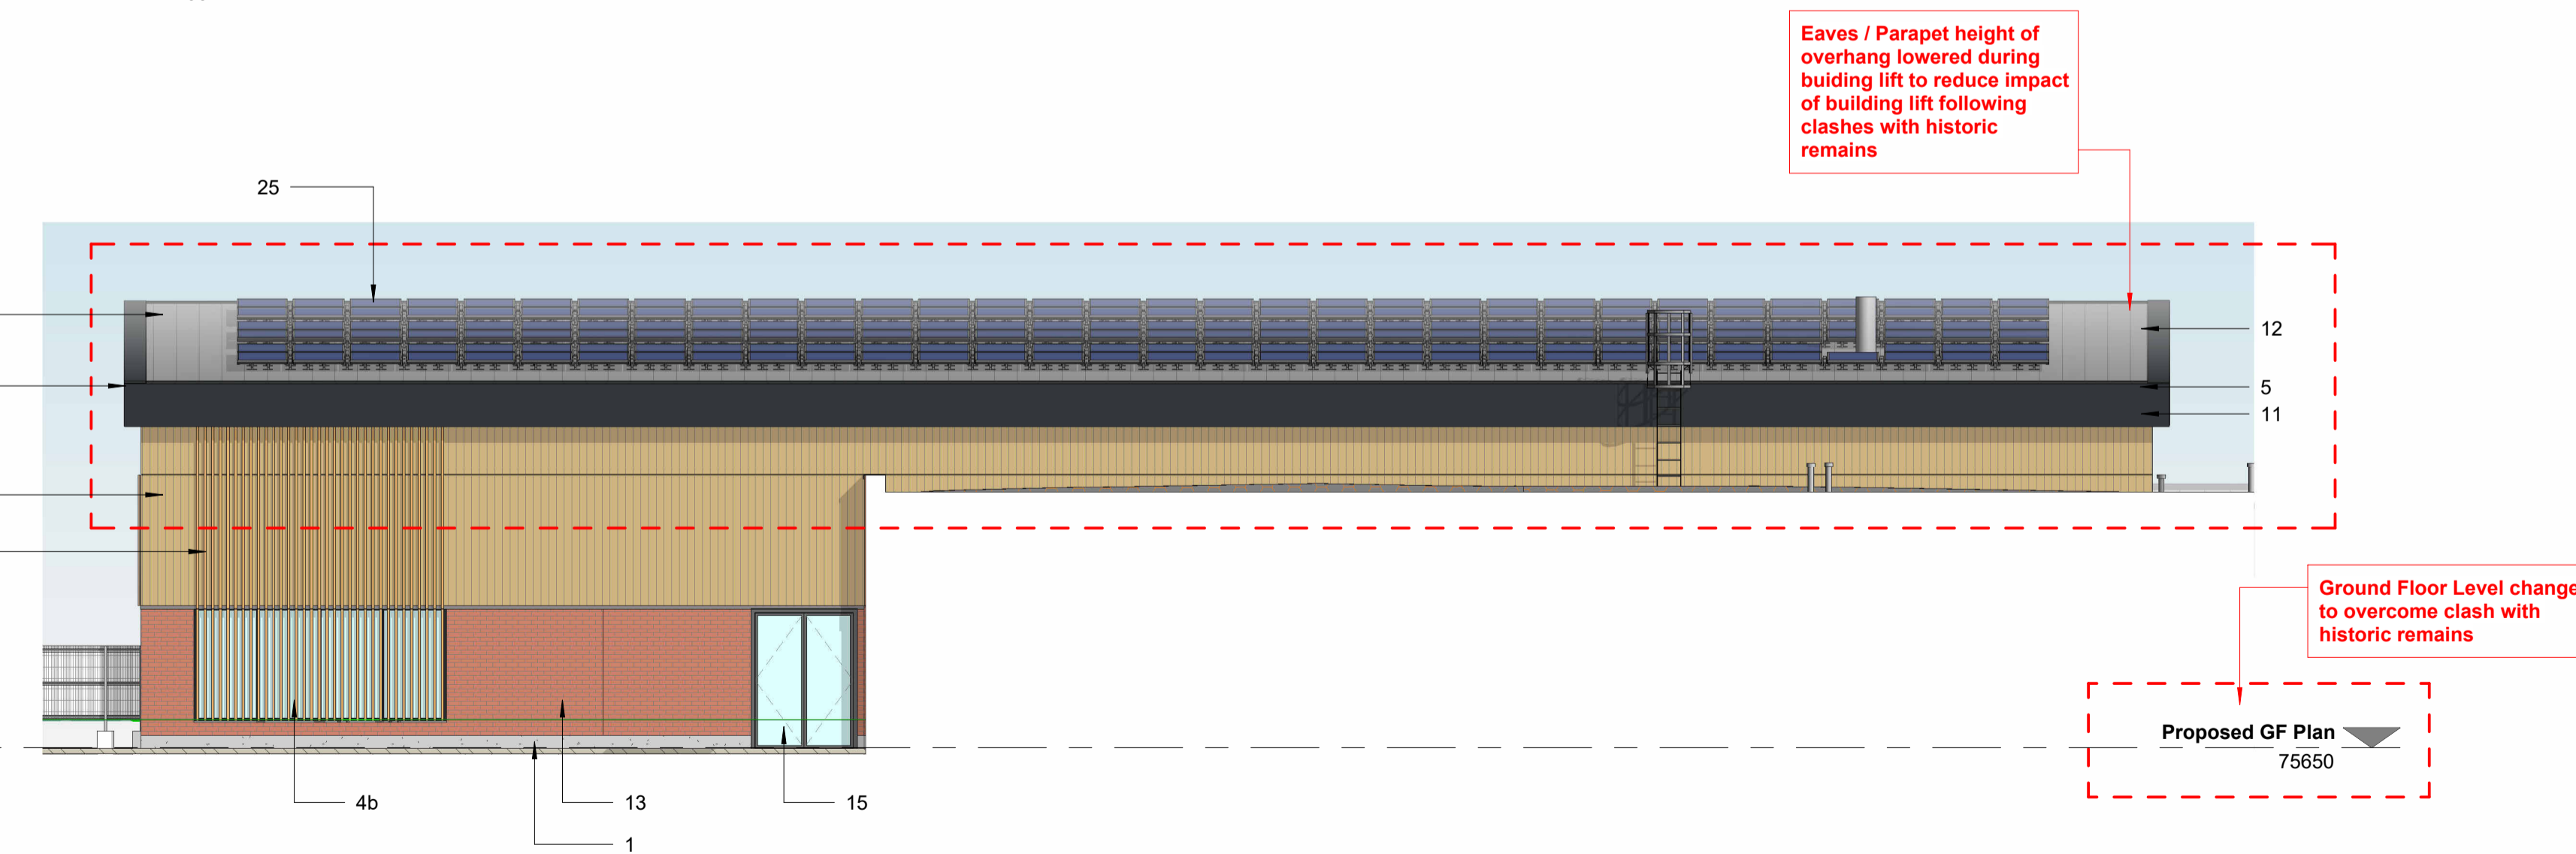 Eaves / Parapet height of
overhang lowered during
buiding lift to reduce impact
of building lift following
clashes with historic
remains
25
12
5
11
Ground Floor Level change
to overcome clash with
historic remains
Proposed GF Plan
75650
4b
13
15
1